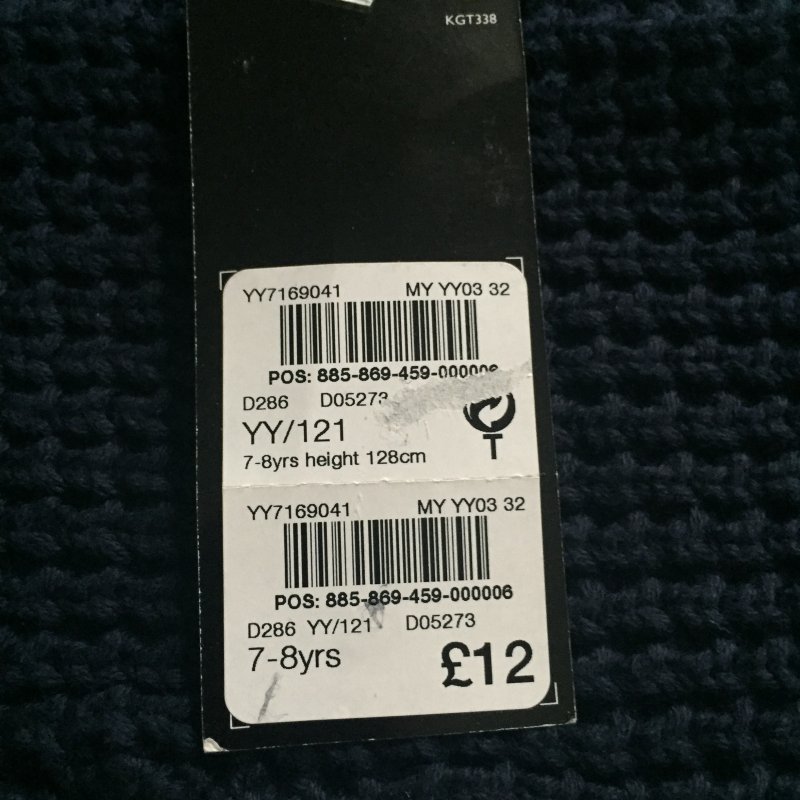 KGT338
YY7169041 MY YY03 32
POS: 885-869-459-000006
D286 D05273
YY/121
T
7-8yrs height 128cm
YY7169041 MY YY03 32
POS: 885-869-459-000006
D286 YY/121 D05273
7-8yrs £12